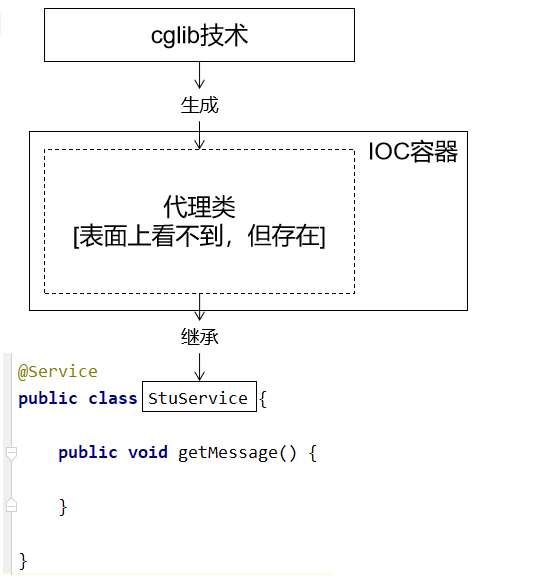 cglib技术
生成
IOC容器
代理类
[表面上看不到，但存在]
继承
@Service
public class StuService {
public void getMessage() {
}
}